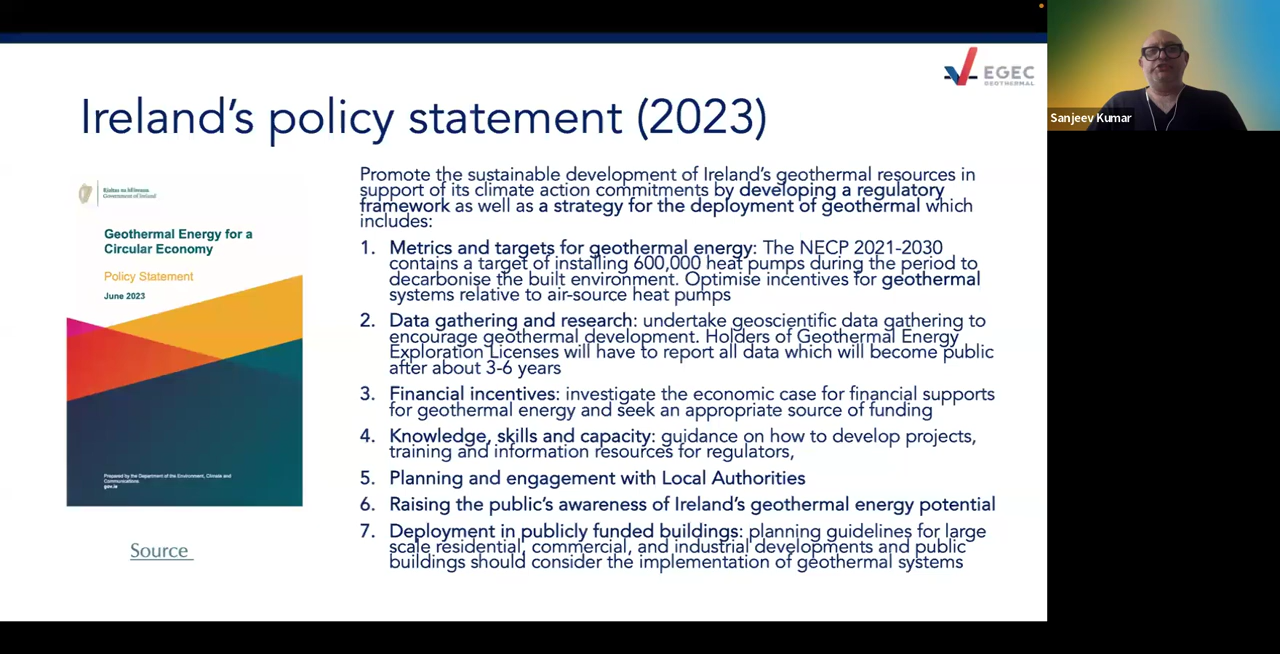 EGEC
GEOTHERMAL
Sanjeev Kumar
Ireland's policy statement (2023)
Rialtas na hÉireann
Government of Ireland
Geothermal Energy for a
Circular Economy
Policy Statement
June 2023
Prepared by the Department of the Environment, Climate and
Communications
gov.ie
Source
Promote the sustainable development of Ireland's geothermal resources in
support of its climate action commitments by developing a regulatory
framework as well as a strategy for the deployment of geothermal which
includes:
1. Metrics and targets for geothermal energy: The NECP 2021-2030
contains a target of installing 600,000 heat pumps during the period to
decarbonise the built environment. Optimise incentives for geothermal
systems relative to air-source heat pumps
2. Data gathering and research: undertake geoscientific data gathering to
encourage geothermal development. Holders of Geothermal Energy
Exploration Licenses will have to report all data which will become public
after about 3-6 years
3. Financial incentives: investigate the economic case for financial supports
for geothermal energy and seek an appropriate source of funding
4. Knowledge, skills and capacity: guidance on how to develop projects,
training and information resources for regulators,
5. Planning and engagement with Local Authorities
6. Raising the public's awareness of Ireland's geothermal energy potential
7. Deployment in publicly funded buildings: planning guidelines for large
scale residential, commercial, and industrial developments and public
buildings should consider the implementation of geothermal systems